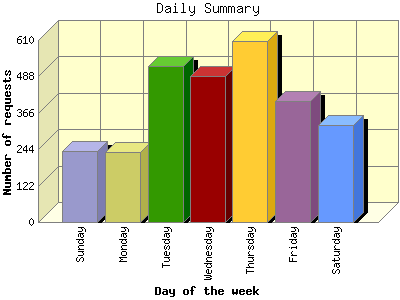 Daily Summary
Number of requests
610
488
366
244
122
0
Sunday
Monday
Tuesday
Wednesday
Thursday
Friday
Saturday
Day of the week